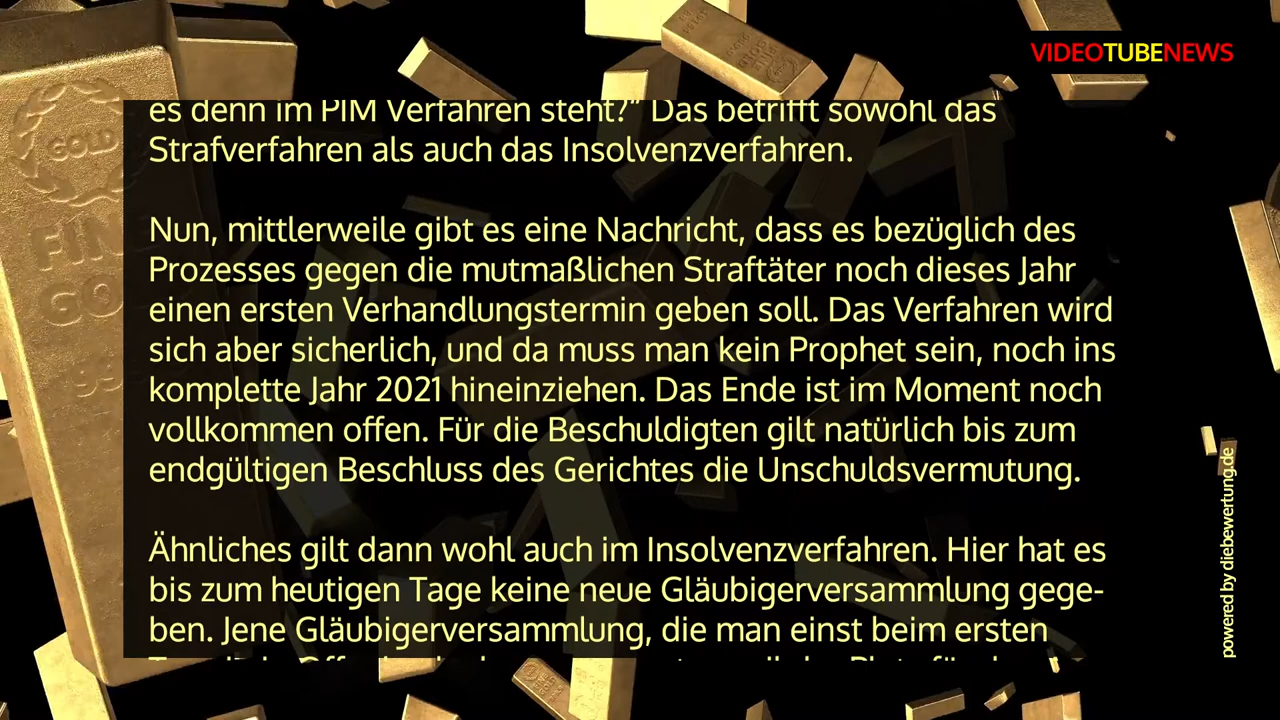 VIDEOTUBENEWS
es denn im PIM Verfahren steht?“ Das betrifft sowohl das
Strafverfahren als auch das Insolvenzverfahren.
Nun, mittlerweile gibt es eine Nachricht, dass es bezüglich des
Prozesses gegen die mutmaßlichen Straftäter noch dieses Jahr
einen ersten Verhandlungstermin geben soll. Das Verfahren wird
sich aber sicherlich, und da muss man kein Prophet sein, noch ins
komplette Jahr 2021 hineinziehen. Das Ende ist im Moment noch
vollkommen offen. Für die Beschuldigten gilt natürlich bis zum
endgültigen Beschluss des Gerichtes die Unschuldsvermutung.
Ähnliches gilt dann wohl auch im Insolvenzverfahren. Hier hat es
bis zum heutigen Tage keine neue Gläubigerversammlung gege-
ben. Jene Gläubigerversammlung, die man einst beim ersten
powered by diebewertung.de
GOLD
FINE
GOLD